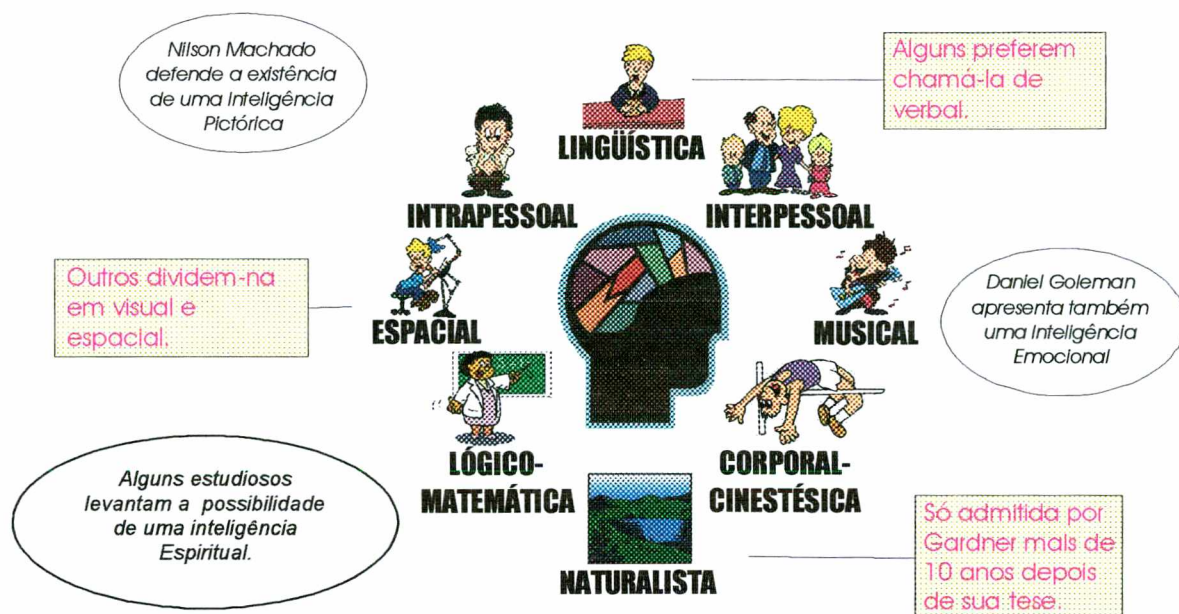 Nilson Machado
defende a existência
de uma Inteligência
Pictórica
Alguns preferem
chamá-la de
verbal.
LINGÜÍSTICA
INTRAPESSOAL
INTERPESSOAL
Outros dividem-na
em visual e
espacial.
ESPACIAL
MUSICAL
Daniel Goleman
apresenta também
uma Inteligência
Emocional
LÓGICO-
MATEMÁTICA
CORPORAL-
CINESTÉSICA
Alguns estudiosos
levantam a possibilidade
de uma inteligência
Espiritual.
NATURALISTA
Só admitida por
Gardner mais de
10 anos depois
de sua tese.